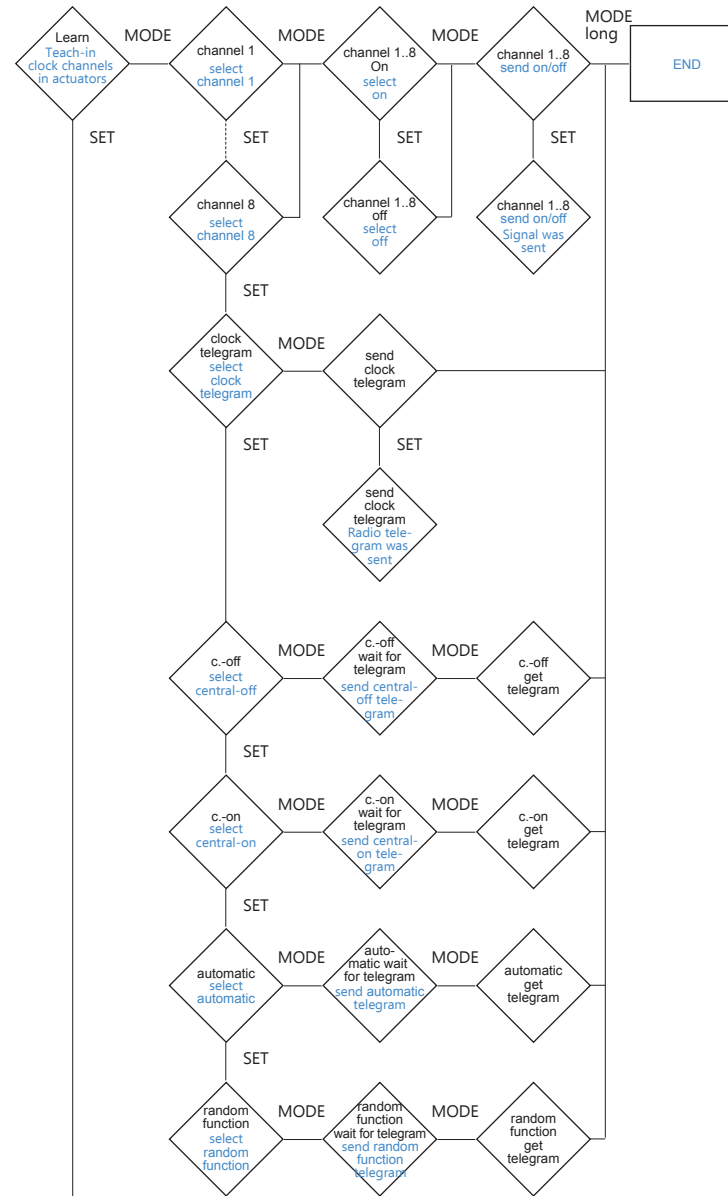 Learn
Teach-in
clock channels
in actuators
MODE
channel 1
select
channel 1
MODE
channel 1..8
On
select
on
MODE
channel 1..8
send on/off
MODE
long
END
SET
SET
SET
SET
channel 8
select
channel 8
channel 1..8
off
select
off
channel 1..8
send on/off
Signal was
sent
SET
clock
telegram
select
clock
telegram
MODE
send
clock
telegram
SET
SET
send
clock
telegram
Radio tele-
gram was
sent
c.-off
select
central-off
MODE
c.-off
wait for
telegram
send central-
off tele-
gram
MODE
c.-off
get
telegram
SET
c.-on
select
central-on
MODE
c.-on
wait for
telegram
send central-
on tele-
gram
MODE
c.-on
get
telegram
SET
automatic
select
automatic
MODE
auto-
matic wait
for telegram
send automatic
telegram
MODE
automatic
get
telegram
SET
random
function
select
random
function
MODE
random
function
wait for telegram
send random
function
telegram
MODE
random
function
get
telegram